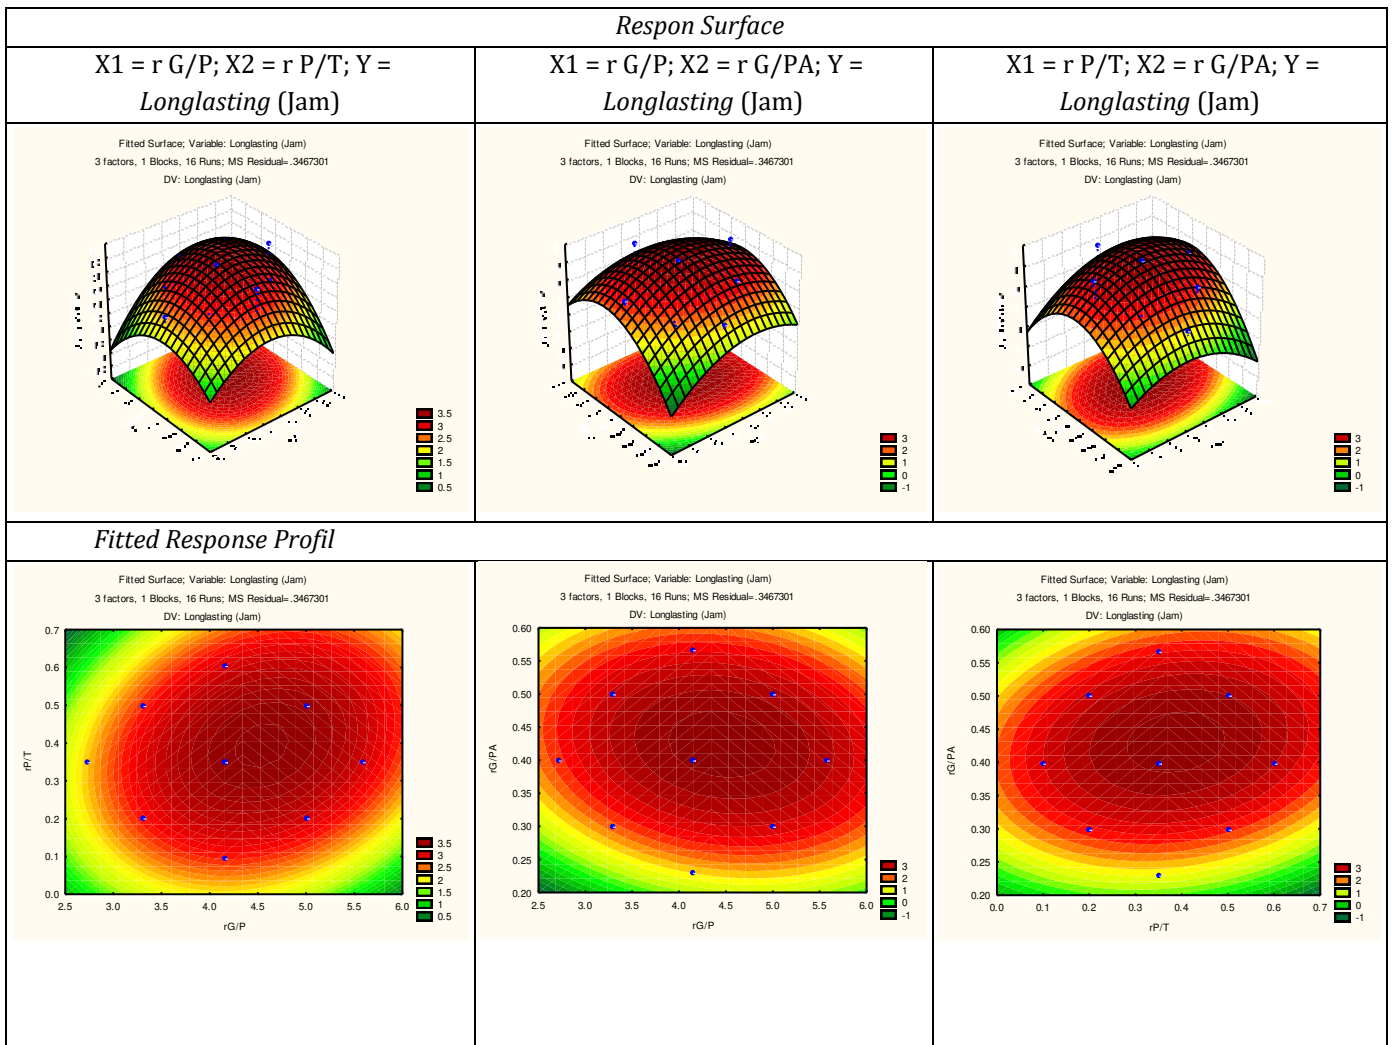 Respon Surface
X1 = r G/P; X2 = r P/T; Y =
Longlasting (Jam)
X1 = r G/P; X2 = r G/PA; Y =
Longlasting (Jam)
X1 = r P/T; X2 = r G/PA; Y =
Longlasting (Jam)
Fitted Surface; Variable: Longlasting (Jam)
3 factors, 1 Blocks, 16 Runs; MS Residual=.3467301
DV: Longlasting (Jam)
3.5
3
2.5
2
1.5
1
0.5
Fitted Surface; Variable: Longlasting (Jam)
3 factors, 1 Blocks, 16 Runs; MS Residual=.3467301
DV: Longlasting (Jam)
3
2
1
0
-1
Fitted Surface; Variable: Longlasting (Jam)
3 factors, 1 Blocks, 16 Runs; MS Residual=.3467301
DV: Longlasting (Jam)
3
2
1
0
-1
Fitted Response Profil
Fitted Surface; Variable: Longlasting (Jam)
3 factors, 1 Blocks, 16 Runs; MS Residual=.3467301
DV: Longlasting (Jam)
0.7
0.6
0.5
0.4
0.3
0.2
0.1
0.0
rP/T
2.5 3.0 3.5 4.0 4.5 5.0 5.5 6.0
rG/P
3.5
3
2.5
2
1.5
1
0.5
Fitted Surface; Variable: Longlasting (Jam)
3 factors, 1 Blocks, 16 Runs; MS Residual=.3467301
DV: Longlasting (Jam)
0.60
0.55
0.50
0.45
0.40
0.35
0.30
0.25
0.20
rG/PA
2.5 3.0 3.5 4.0 4.5 5.0 5.5 6.0
rG/P
3
2
1
0
-1
Fitted Surface; Variable: Longlasting (Jam)
3 factors, 1 Blocks, 16 Runs; MS Residual=.3467301
DV: Longlasting (Jam)
0.60
0.55
0.50
0.45
0.40
0.35
0.30
0.25
0.20
rG/PA
0.0 0.1 0.2 0.3 0.4 0.5 0.6 0.7
rP/T
3
2
1
0
-1